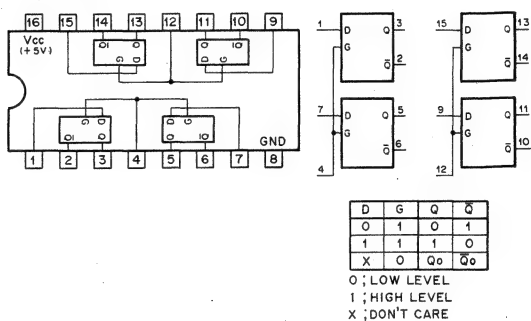 16 15 14 13 12 11 10 9
Vcc
(+5V)
Q̅ Q D G
G D Q Q̅
G D Q Q̅
D G Q Q̅
GND
1 2 3 4 5 6 7 8
1 D Q 3
G
Q̅ 2
7 D Q 5
G
Q̅ 6
4
15 D Q 13
G
Q̅ 14
9 D Q 11
G
Q̅ 10
12
D G Q Q̅
0 1 0 1
1 1 1 0
X 0 Qo Q̅o
0 ; LOW LEVEL
1 ; HIGH LEVEL
X ; DON'T CARE